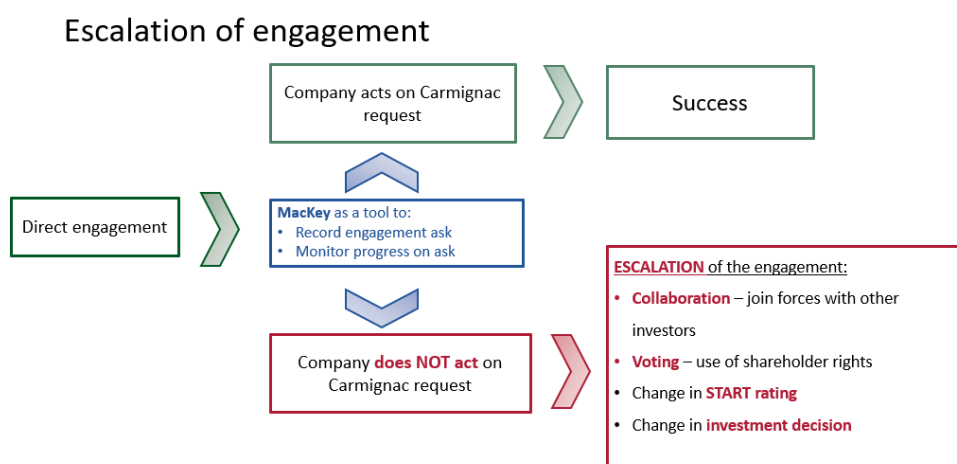 Escalation of engagement
Company acts on Carmignac
request
Success
Direct engagement
MacKey as a tool to:
• Record engagement ask
• Monitor progress on ask
Company does NOT act on
Carmignac request
ESCALATION of the engagement:
• Collaboration – join forces with other
investors
• Voting – use of shareholder rights
• Change in START rating
• Change in investment decision